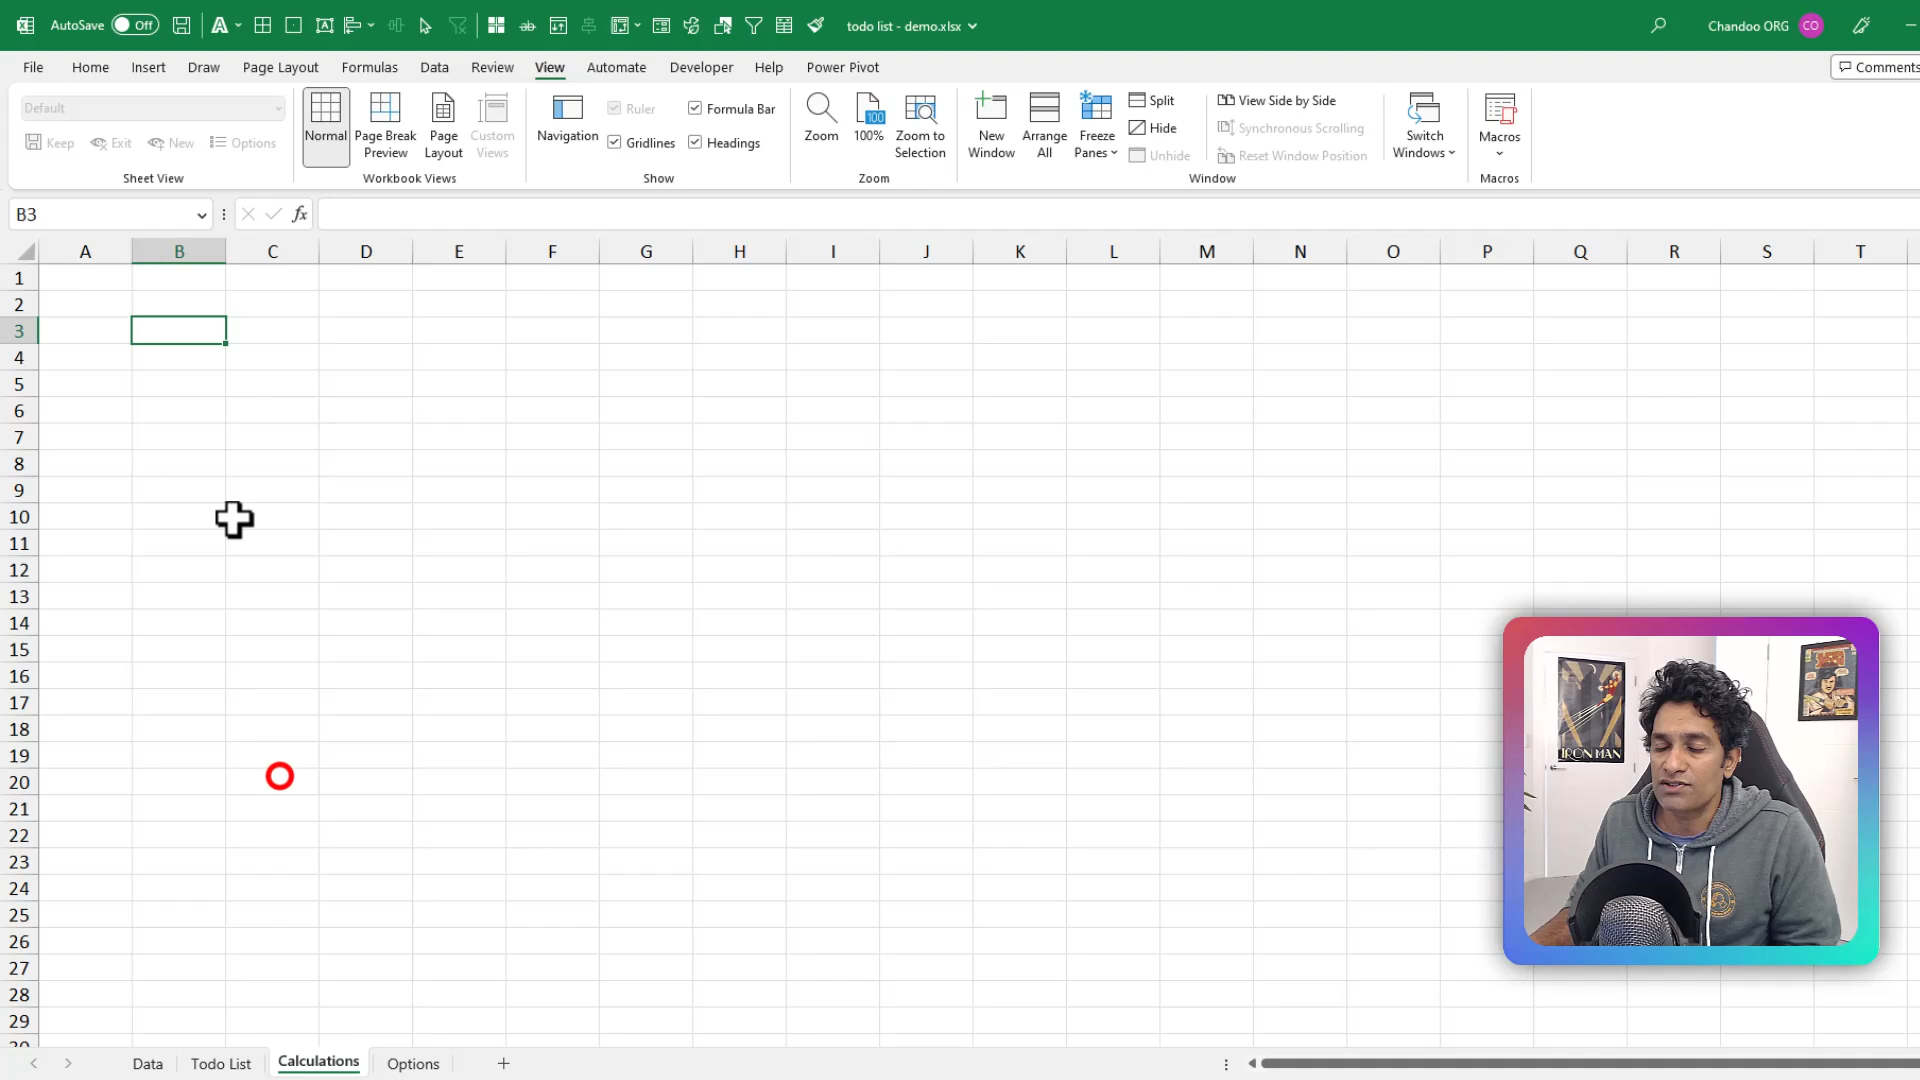 AutoSave Off todo list - demo.xlsx Chandoo ORG CO
File Home Insert Draw Page Layout Formulas Data Review View Automate Developer Help Power Pivot Comments
Default
Keep Exit New Options
Sheet View
Normal Page Break Preview Page Layout Custom Views
Workbook Views
Navigation Ruler Formula Bar
Gridlines Headings
Show
Zoom 100 100% Zoom to Selection
Zoom
New Window Arrange All Freeze Panes Split View Side by Side
Hide Synchronous Scrolling
Unhide Reset Window Position
Switch Windows
Window
Macros
Macros
B3 fx
A B C D E F G H I J K L M N O P Q R S T
1
2
3
4
5
6
7
8
9
10
11
12
13
14
15
16
17
18
19
20
21
22
23
24
25
26
27
28
29
30
IRON MAN
Data Todo List Calculations Options